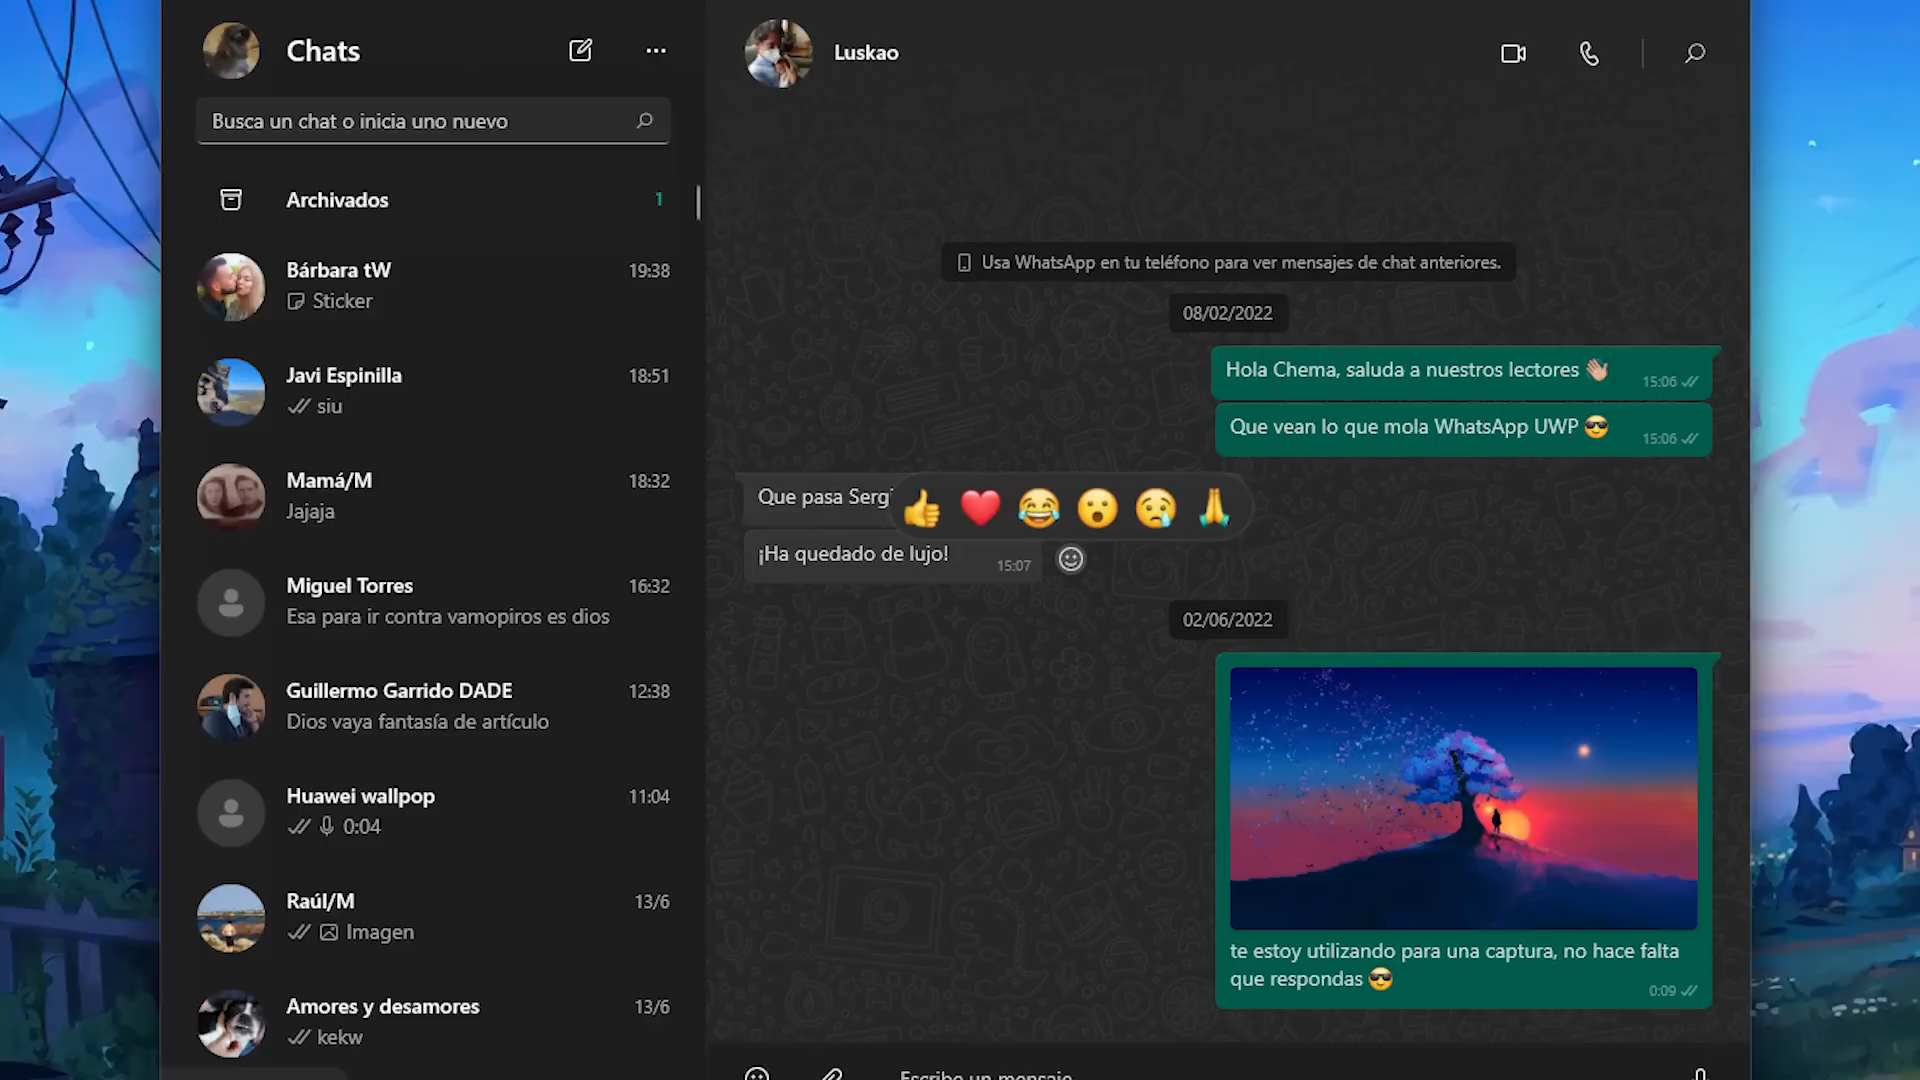 Chats
Busca un chat o inicia uno nuevo
Archivados
1
Bárbara tW
19:38
Sticker
Javi Espinilla
18:51
siu
Mamá/M
18:32
Jajaja
Miguel Torres
16:32
Esa para ir contra vamopiros es dios
Guillermo Garrido DADE
12:38
Dios vaya fantasía de artículo
Huawei wallpop
11:04
0:04
Raúl/M
13/6
Imagen
Amores y desamores
13/6
kekw
Luskao
Usa WhatsApp en tu teléfono para ver mensajes de chat anteriores.
08/02/2022
Hola Chema, saluda a nuestros lectores 👋🏻
15:06
Que vean lo que mola WhatsApp UWP 😎
15:06
Que pasa Sergi
👍 ❤️ 😂 😮 😢 🙏
¡Ha quedado de lujo!
15:07
02/06/2022
te estoy utilizando para una captura, no hace falta
que respondas 😎
0:09
Escribe un mensaje